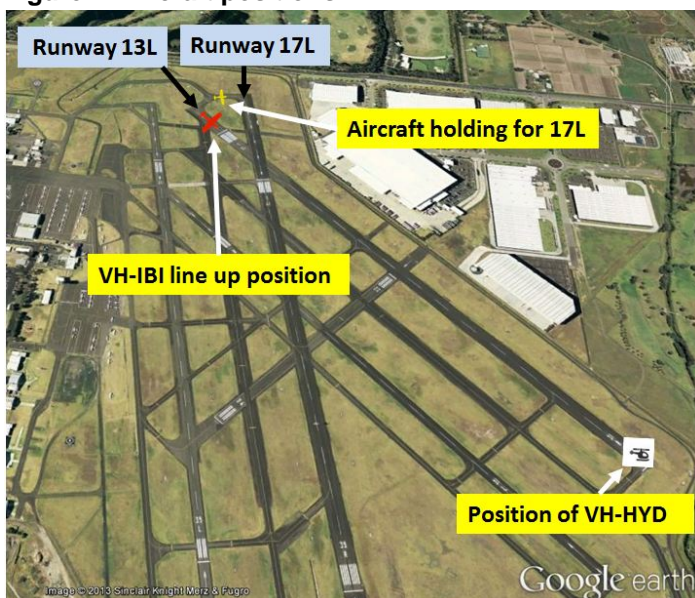 Runway 13L
Runway 17L
Aircraft holding for 17L
VH-IBI line up position
Position of VH-HYD
Image © 2013 Sinclair Knight Merz & Fugro
Google earth